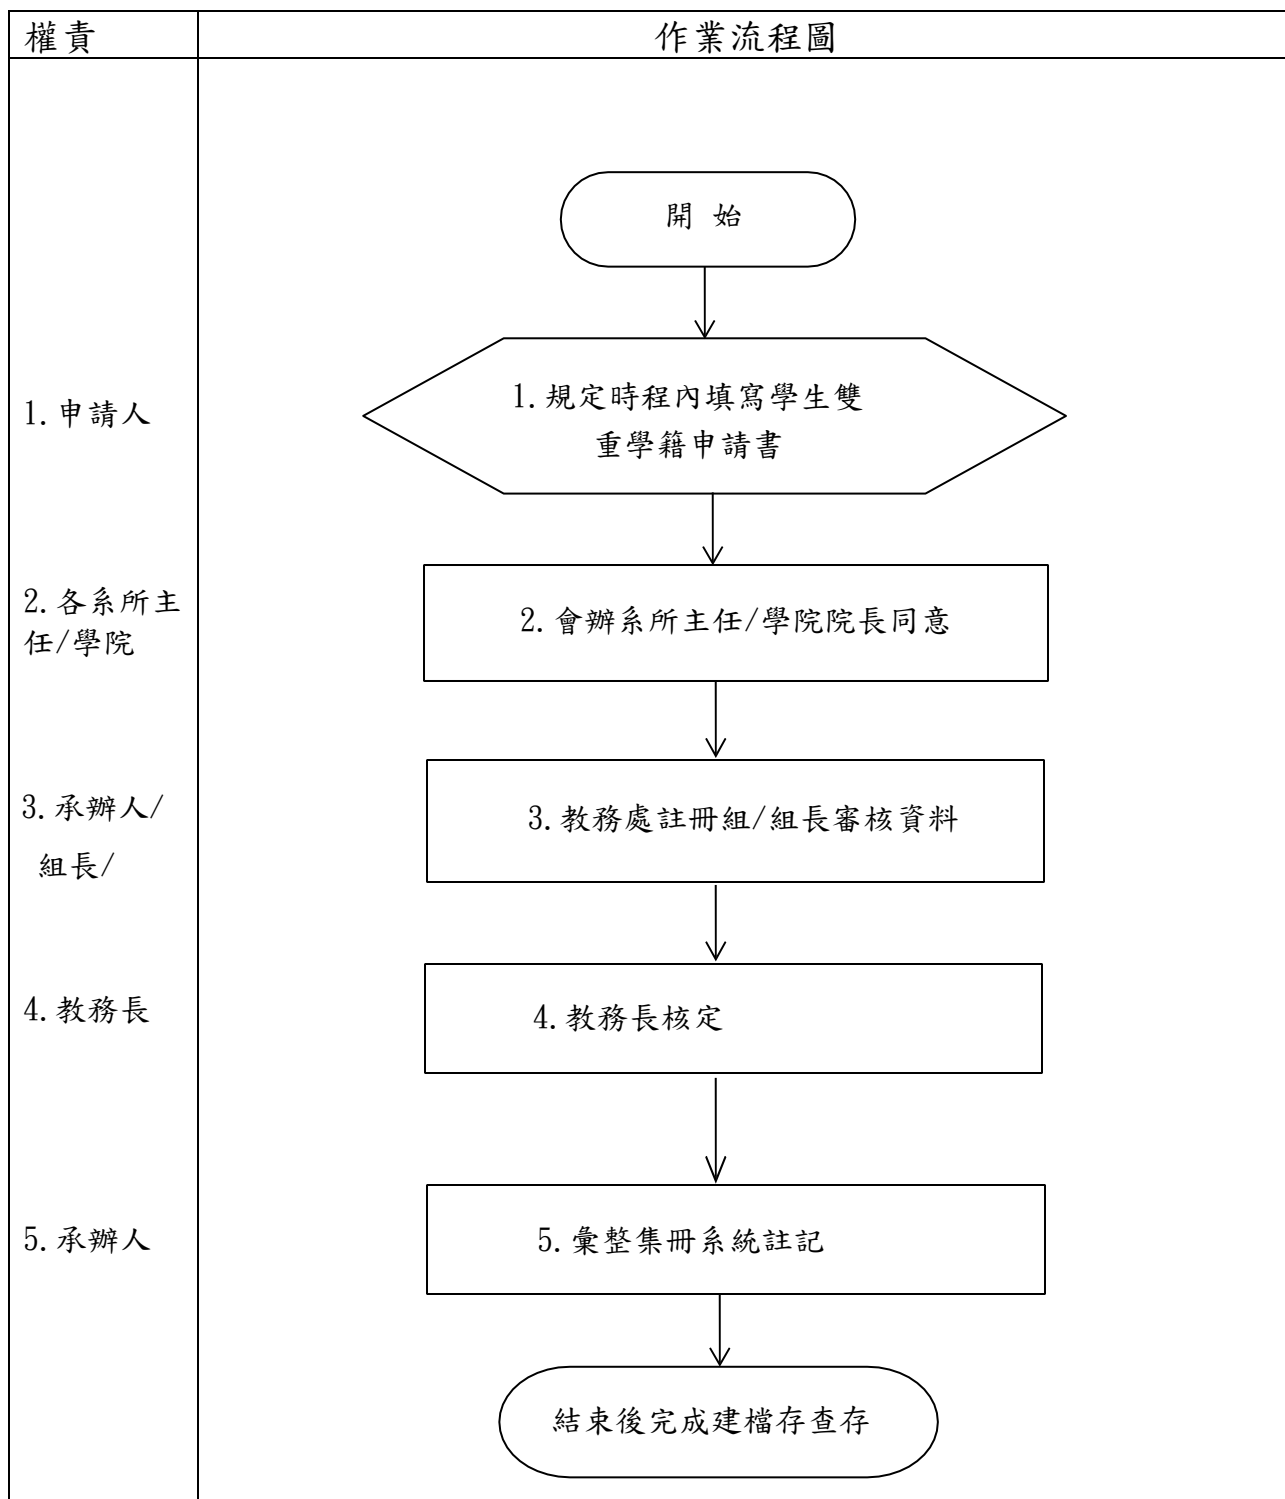 權責
作業流程圖
開 始
1.申請人
1.規定時程內填寫學生雙
重學籍申請書
2.各系所主
任/學院
2.會辦系所主任/學院院長同意
3.承辦人/
組長/
3.教務處註冊組/組長審核資料
4.教務長
4.教務長核定
5.承辦人
5.彙整集冊系統註記
結束後完成建檔存查存